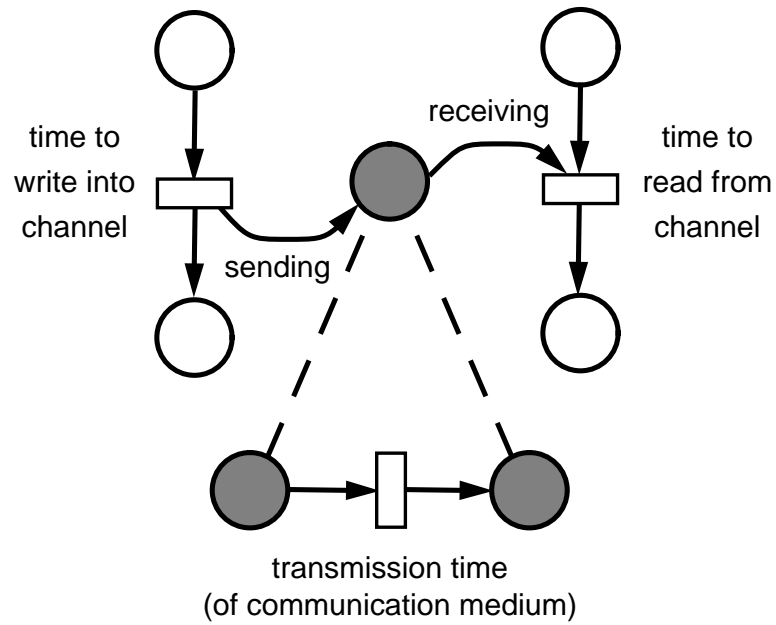 receiving
time to
write into
channel
time to
read from
channel
sending
transmission time
(of communication medium)